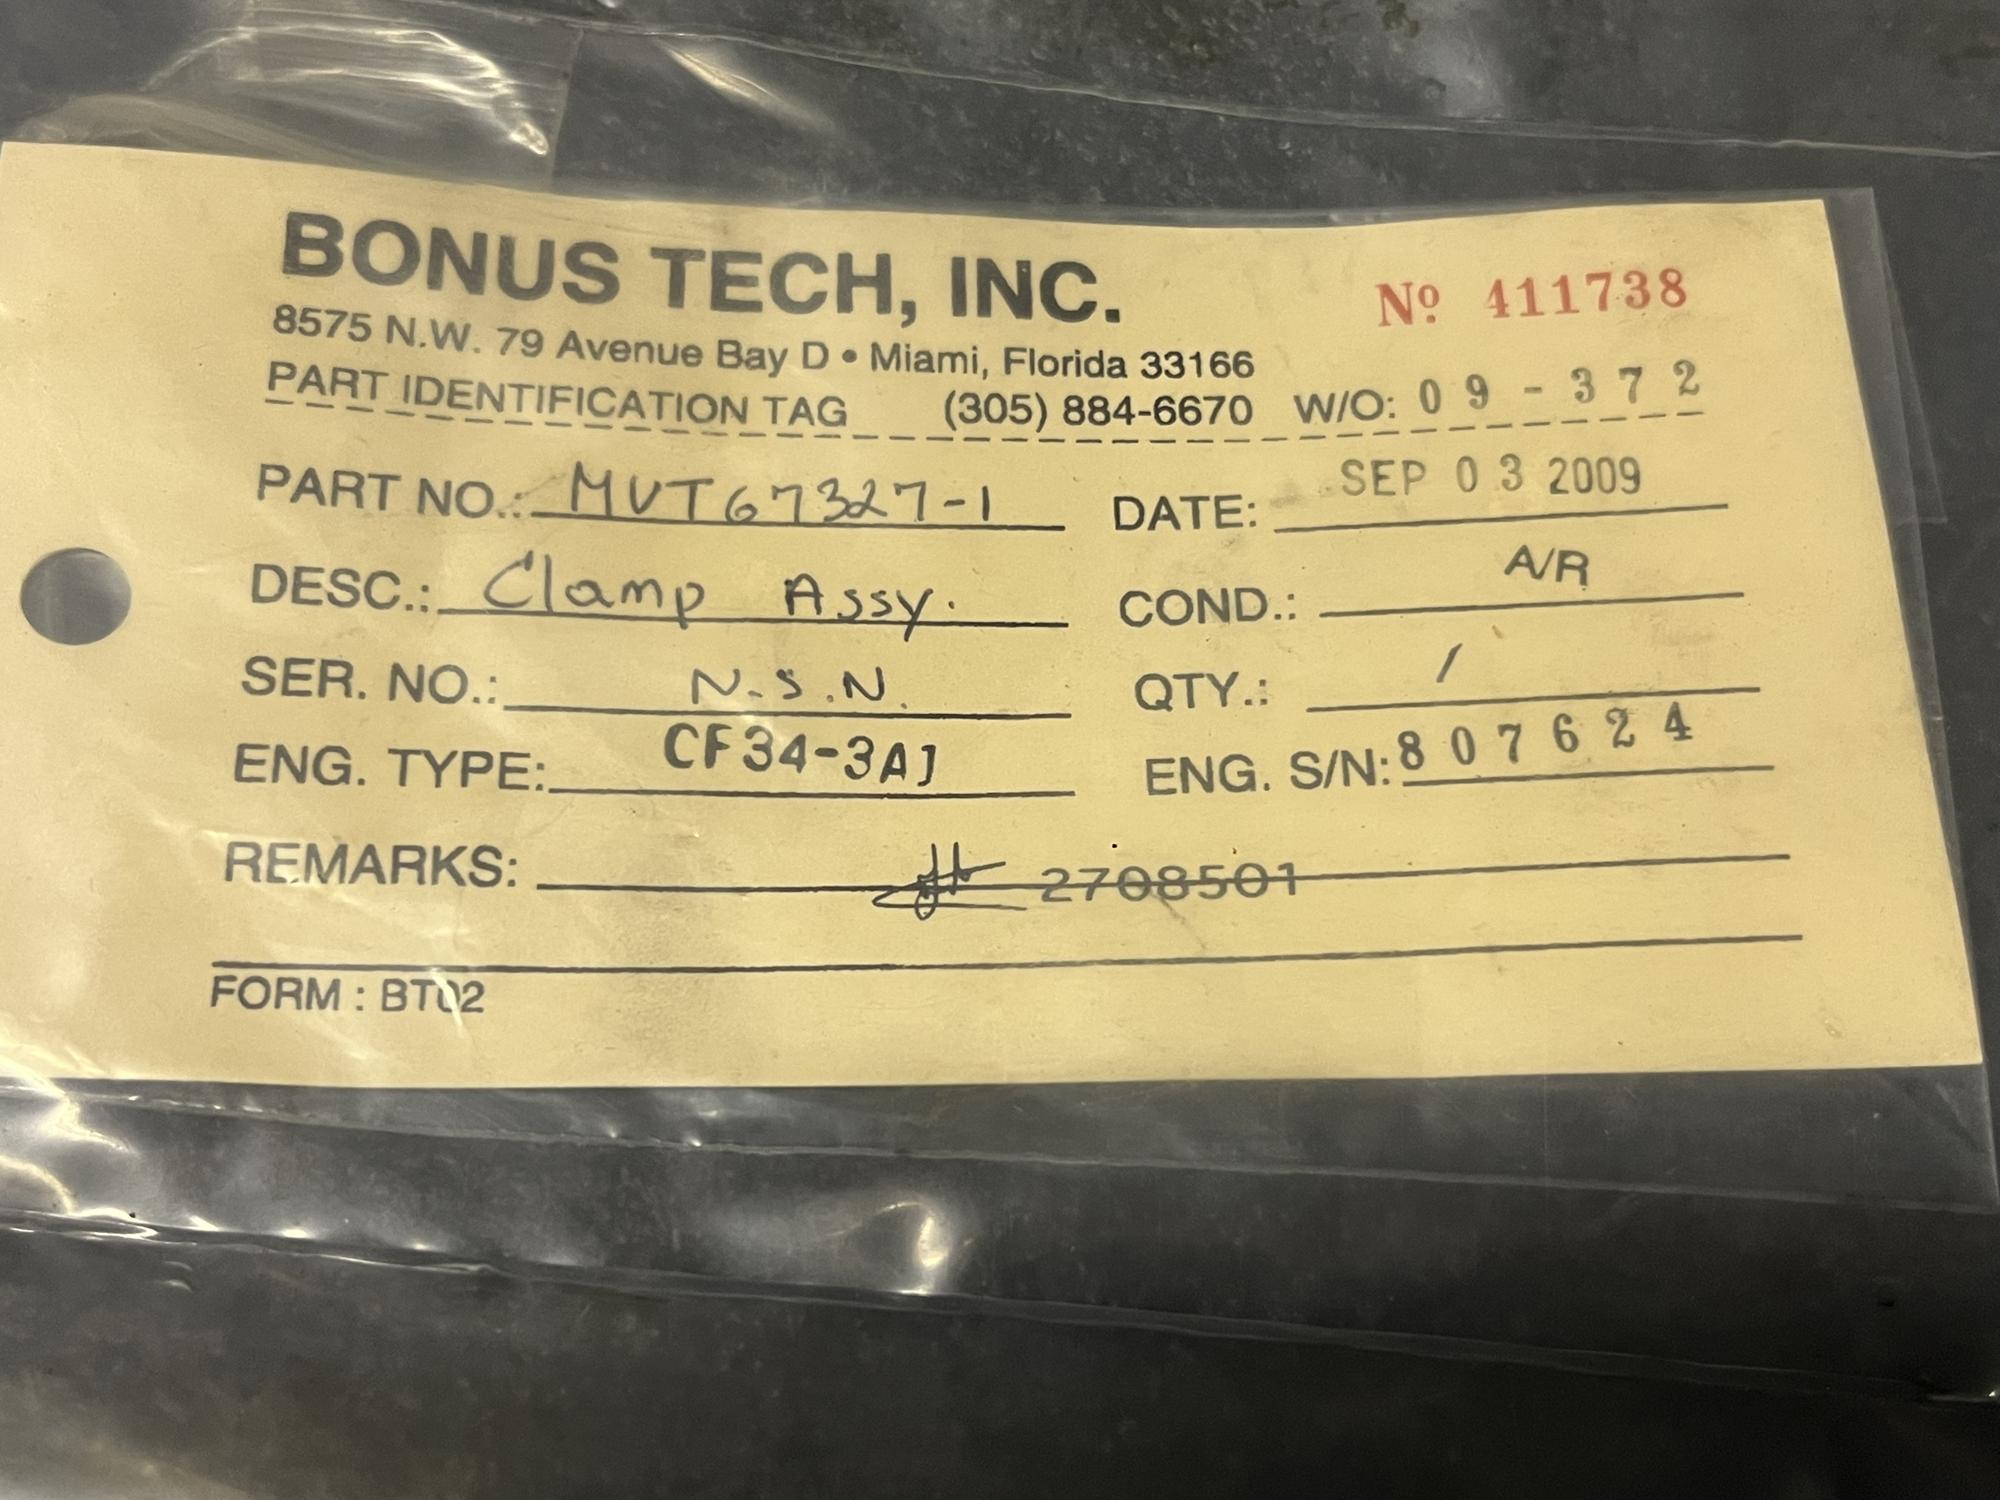 BONUS TECH, INC.
Nº 411738
8575 N.W. 79 Avenue Bay D • Miami, Florida 33166
PART IDENTIFICATION TAG (305) 884-6670 W/O: 09-372
PART NO.: MVT67327-1 DATE: SEP 03 2009
DESC.: Clamp Assy. COND.: A/R
SER. NO.: N.S.N. QTY.: 1
ENG. TYPE: CF34-3A1 ENG. S/N: 807624
REMARKS: 2708501
FORM : BT02